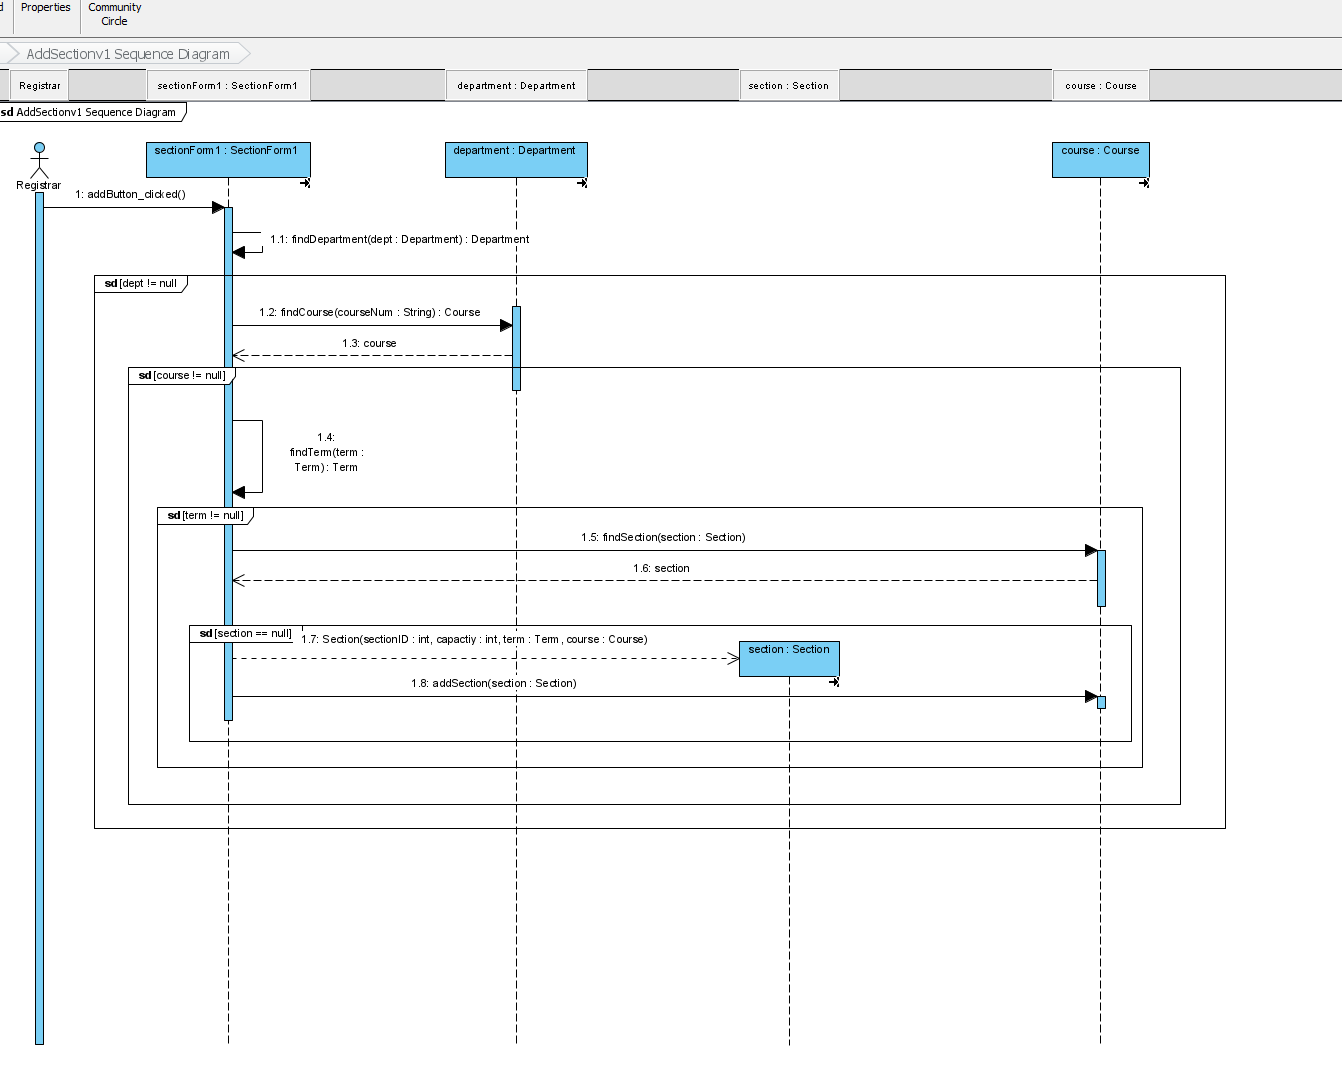 d
Properties
Community
Circle
AddSectionv1 Sequence Diagram
Registrar
sectionForm1 : SectionForm1
department : Department
section : Section
course : Course
sd AddSectionv1 Sequence Diagram
sectionForm1 : SectionForm1
department : Department
course : Course
Registrar
1: addButton_clicked()
1.1: findDepartment(dept : Department) : Department
sd [dept != null
1.2: findCourse(courseNum : String) : Course
1.3: course
sd [course != null]
1.4:
findTerm(term :
Term) : Term
sd [term != null]
1.5: findSection(section : Section)
1.6: section
sd [section == null]
1.7: Section(sectionID : int, capactiy : int, term : Term , course : Course)
section : Section
1.8: addSection(section : Section)